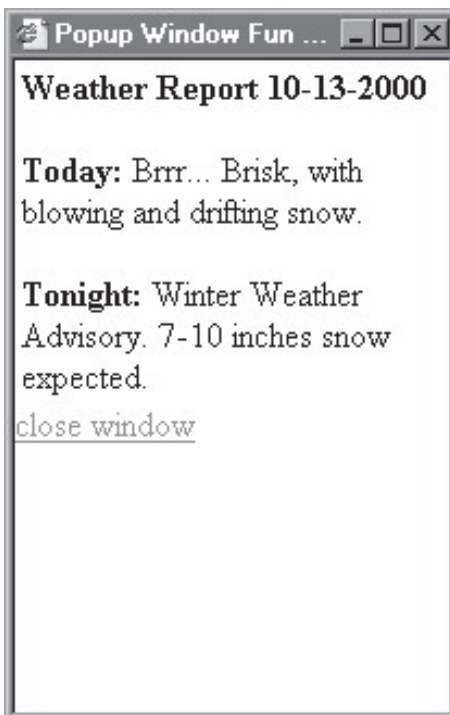 Popup Window Fun ...
Weather Report 10-13-2000
Today: Brrr... Brisk, with
blowing and drifting snow.
Tonight: Winter Weather
Advisory. 7-10 inches snow
expected.
close window